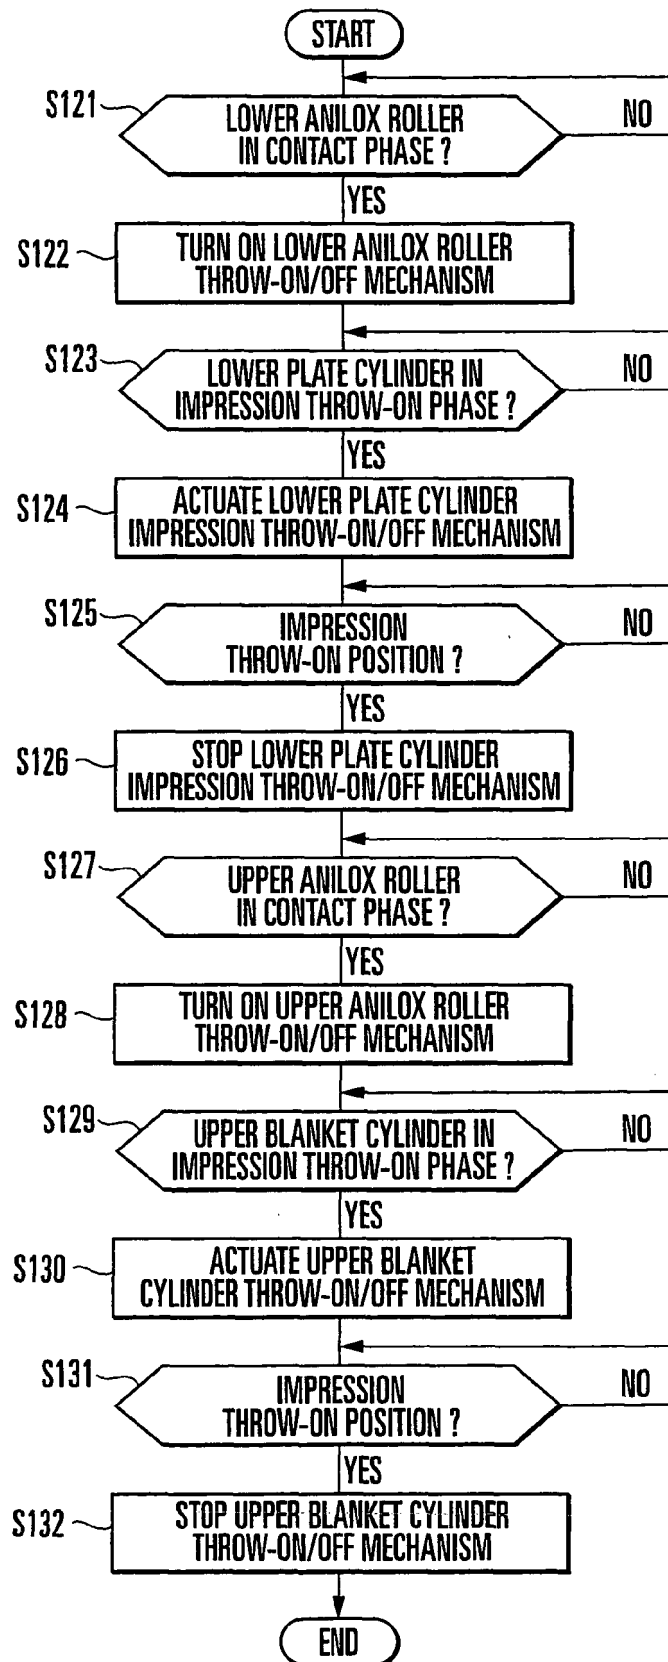 START
S121
LOWER ANILOX ROLLER
IN CONTACT PHASE ?
NO
YES
S122
TURN ON LOWER ANILOX ROLLER
THROW-ON/OFF MECHANISM
S123
LOWER PLATE CYLINDER IN
IMPRESSION THROW-ON PHASE ?
NO
YES
S124
ACTUATE LOWER PLATE CYLINDER
IMPRESSION THROW-ON/OFF MECHANISM
S125
IMPRESSION
THROW-ON POSITION ?
NO
YES
S126
STOP LOWER PLATE CYLINDER
IMPRESSION THROW-ON/OFF MECHANISM
S127
UPPER ANILOX ROLLER
IN CONTACT PHASE ?
NO
YES
S128
TURN ON UPPER ANILOX ROLLER
THROW-ON/OFF MECHANISM
S129
UPPER BLANKET CYLINDER IN
IMPRESSION THROW-ON PHASE ?
NO
YES
S130
ACTUATE UPPER BLANKET
CYLINDER THROW-ON/OFF MECHANISM
S131
IMPRESSION
THROW-ON POSITION ?
NO
YES
S132
STOP UPPER BLANKET CYLINDER
THROW-ON/OFF MECHANISM
END